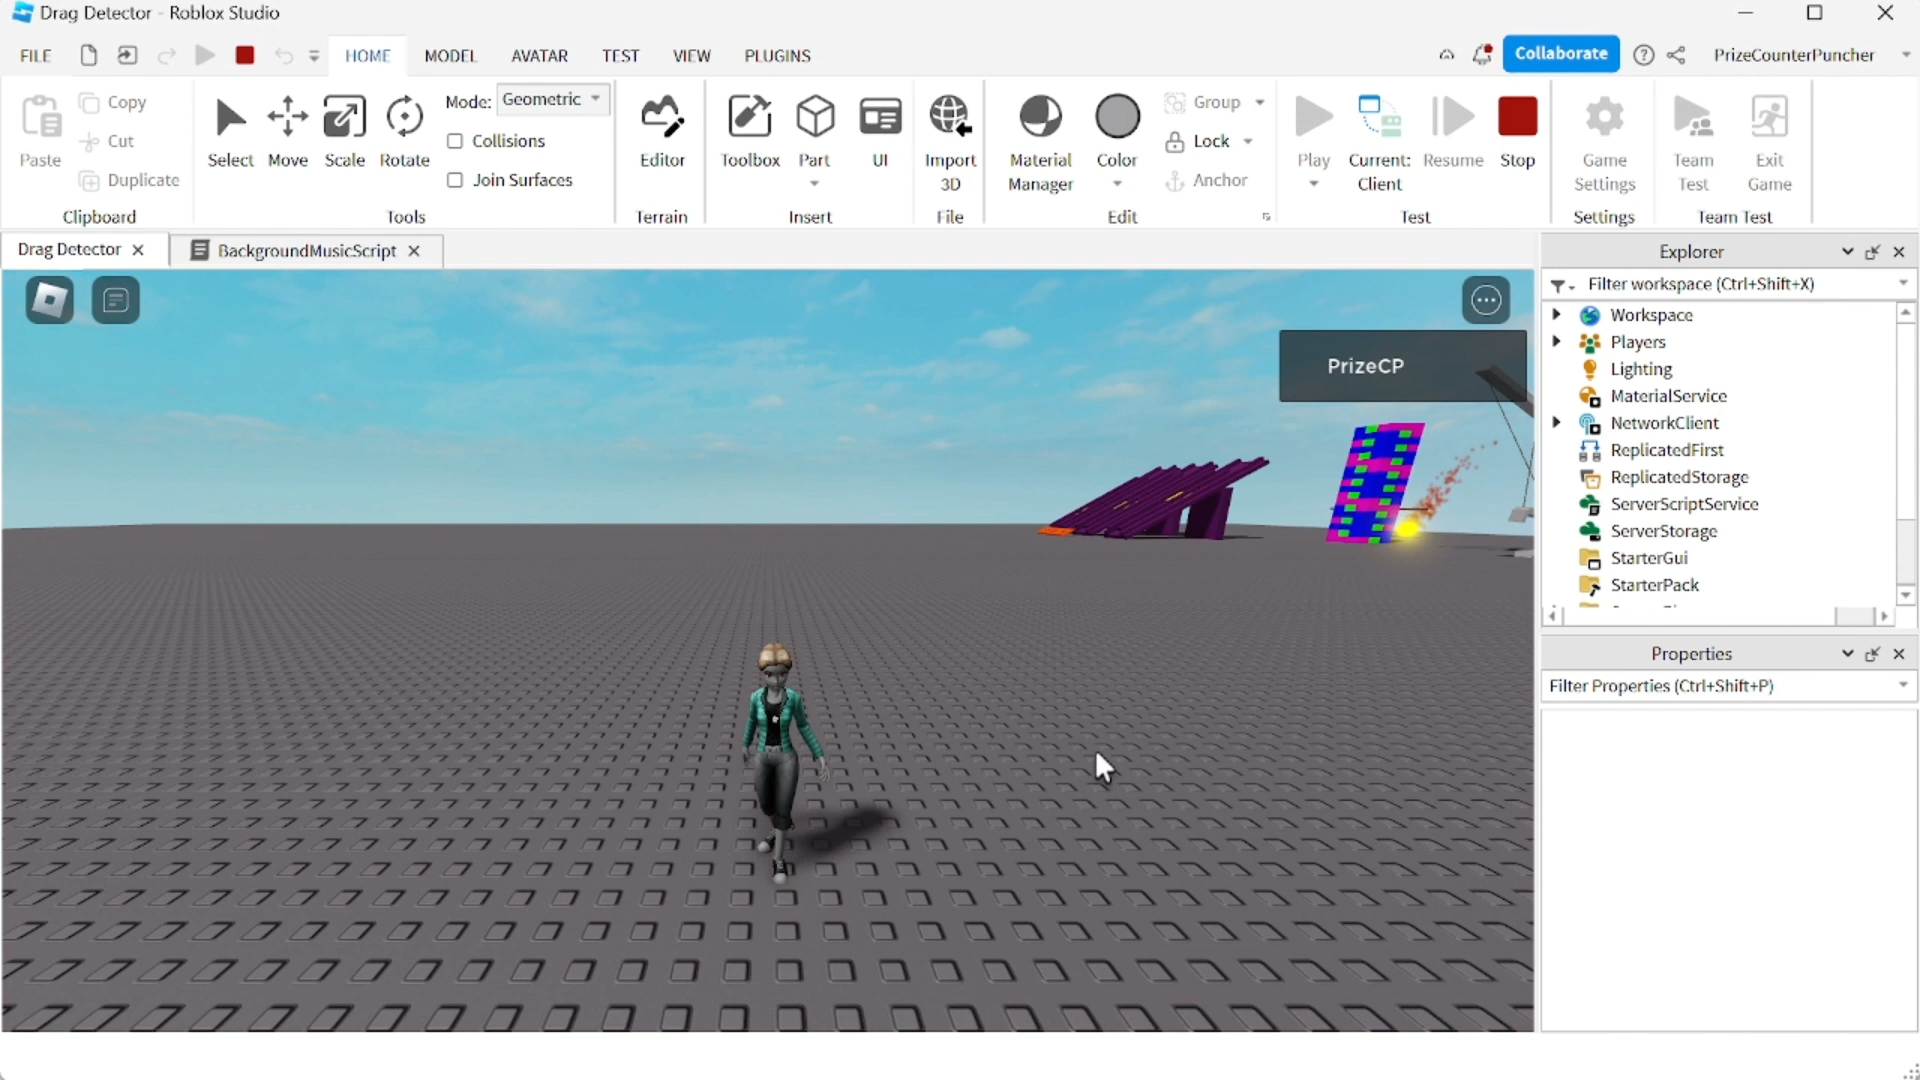 Drag Detector - Roblox Studio
FILE HOME MODEL AVATAR TEST VIEW PLUGINS Collaborate PrizeCounterPuncher
Paste Copy Cut Duplicate
Clipboard
Select Move Scale Rotate
Mode: Geometric
Collisions
Join Surfaces
Tools
Editor
Terrain
Toolbox Part UI
Insert
Import
3D
File
Material
Manager
Color
Group
Lock
Anchor
Edit
Play
Current:
Client
Resume Stop
Test
Game
Settings
Settings
Team
Test
Exit
Game
Team Test
Drag Detector BackgroundMusicScript
PrizeCP
Explorer
Filter workspace (Ctrl+Shift+X)
Workspace
Players
Lighting
MaterialService
NetworkClient
ReplicatedFirst
ReplicatedStorage
ServerScriptService
ServerStorage
StarterGui
StarterPack
Properties
Filter Properties (Ctrl+Shift+P)